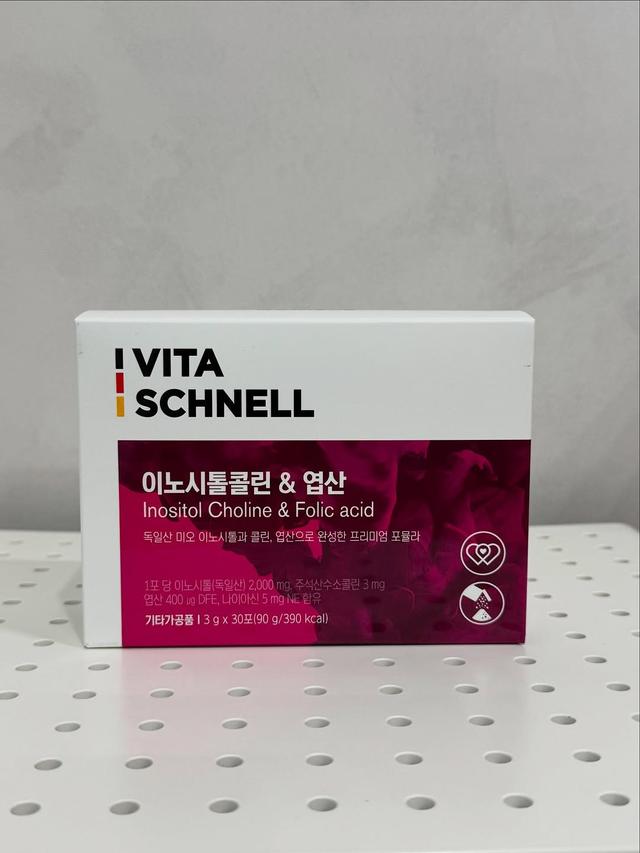 VITA
SCHNELL
이노시톨콜린 & 엽산
Inositol Choline & Folic acid
독일산 미오 이노시톨과 콜린, 엽산으로 완성한 프리미엄 포뮬라
1포 당 이노시톨(독일산) 2,000 mg, 주석산수소콜린 3 mg
엽산 400 μg DFE, 나이아신 5 mg NE 함유
기타가공품 I 3 g x 30포(90 g/390 kcal)